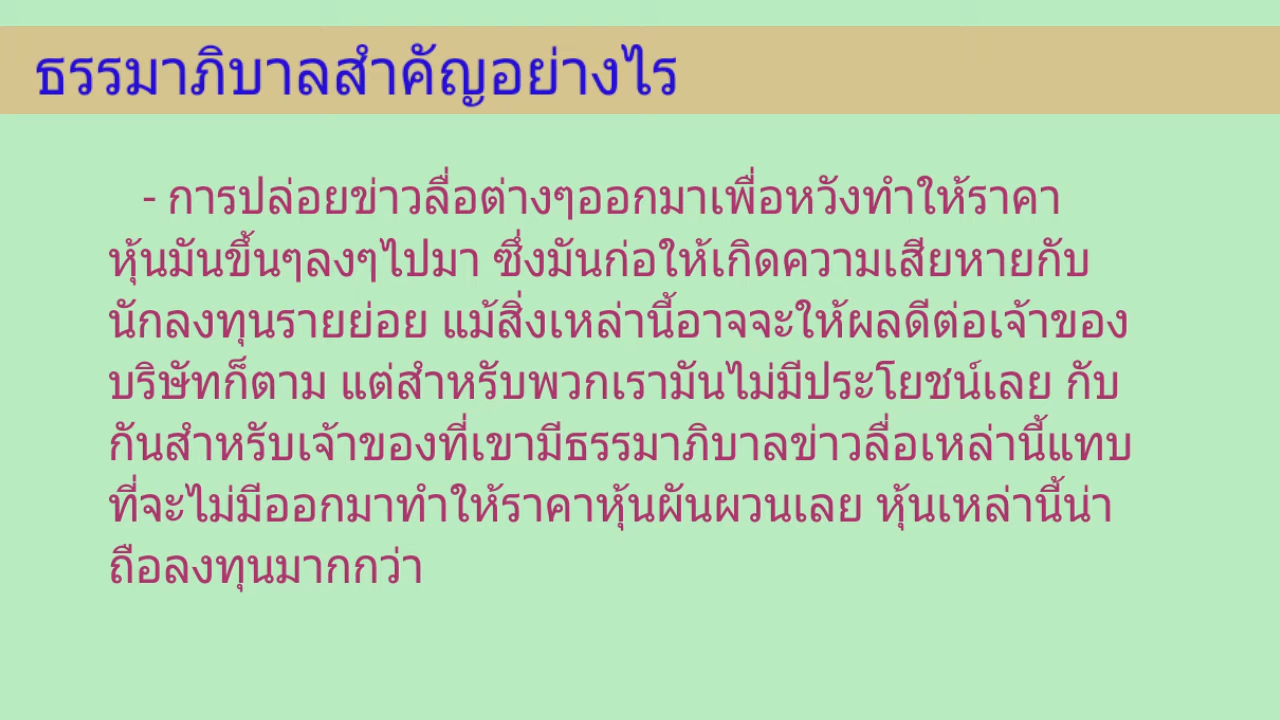 ธรรมาภิบาลสำคัญอย่างไร
- การปล่อยข่าวลื่อต่างๆออกมาเพื่อหวังทำให้ราคา
หุ้นมันขึ้นๆลงๆไปมา ซึ่งมันก่อให้เกิดความเสียหายกับ
นักลงทุนรายย่อย แม้สิ่งเหล่านี้อาจจะให้ผลดีต่อเจ้าของ
บริษัทก็ตาม แต่สำหรับพวกเรามันไม่มีประโยชน์เลย กับ
กันสำหรับเจ้าของที่เขามีธรรมาภิบาลข่าวลื่อเหล่านี้แทบ
ที่จะไม่มีออกมาทำให้ราคาหุ้นผันผวนเลย หุ้นเหล่านี้น่า
ถือลงทุนมากกว่า